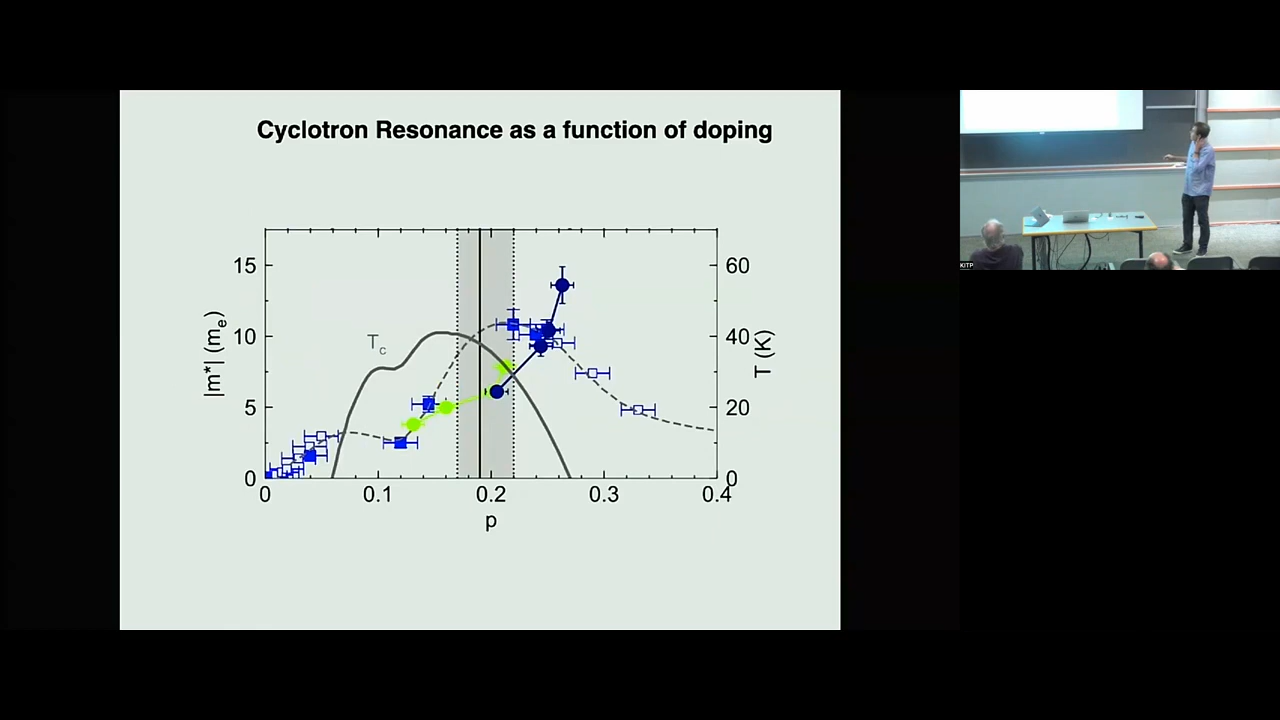 Cyclotron Resonance as a function of doping
|m*| (mₑ)
15
10
5
0
Tc
60
40
20
0
T (K)
0
0.1
0.2
0.3
0.4
p
KITP